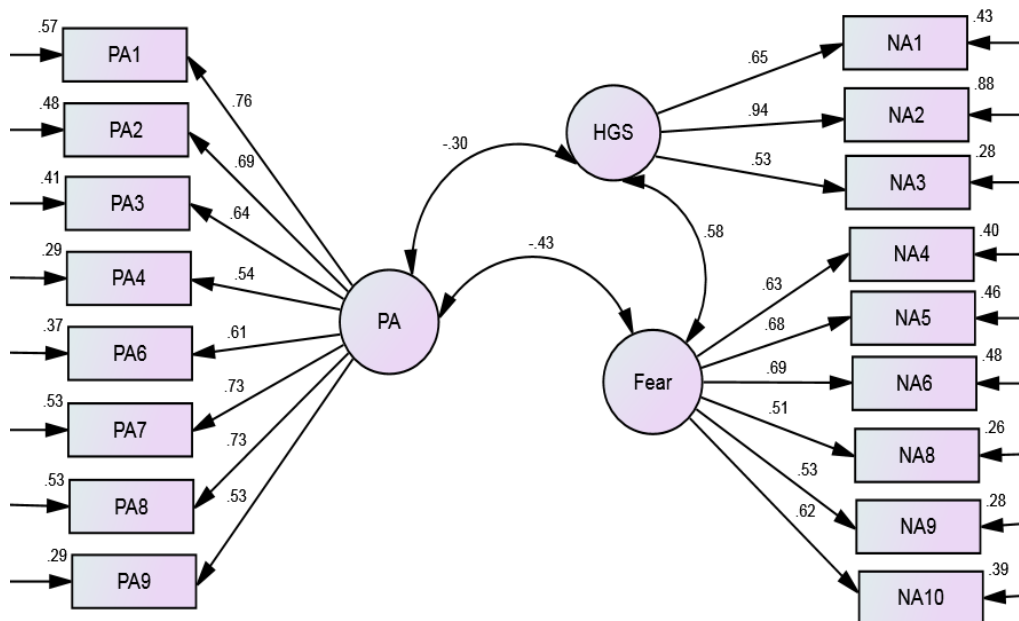 .57
PA1
.48
PA2
.41
PA3
.29
PA4
.37
PA6
.53
PA7
.53
PA8
.29
PA9
.76
.69
.64
.54
.61
.73
.73
.53
PA
-.30
-.43
.58
HGS
Fear
.65
.94
.53
.63
.68
.69
.51
.53
.62
NA1
.43
NA2
.88
NA3
.28
NA4
.40
NA5
.46
NA6
.48
NA8
.26
NA9
.28
NA10
.39